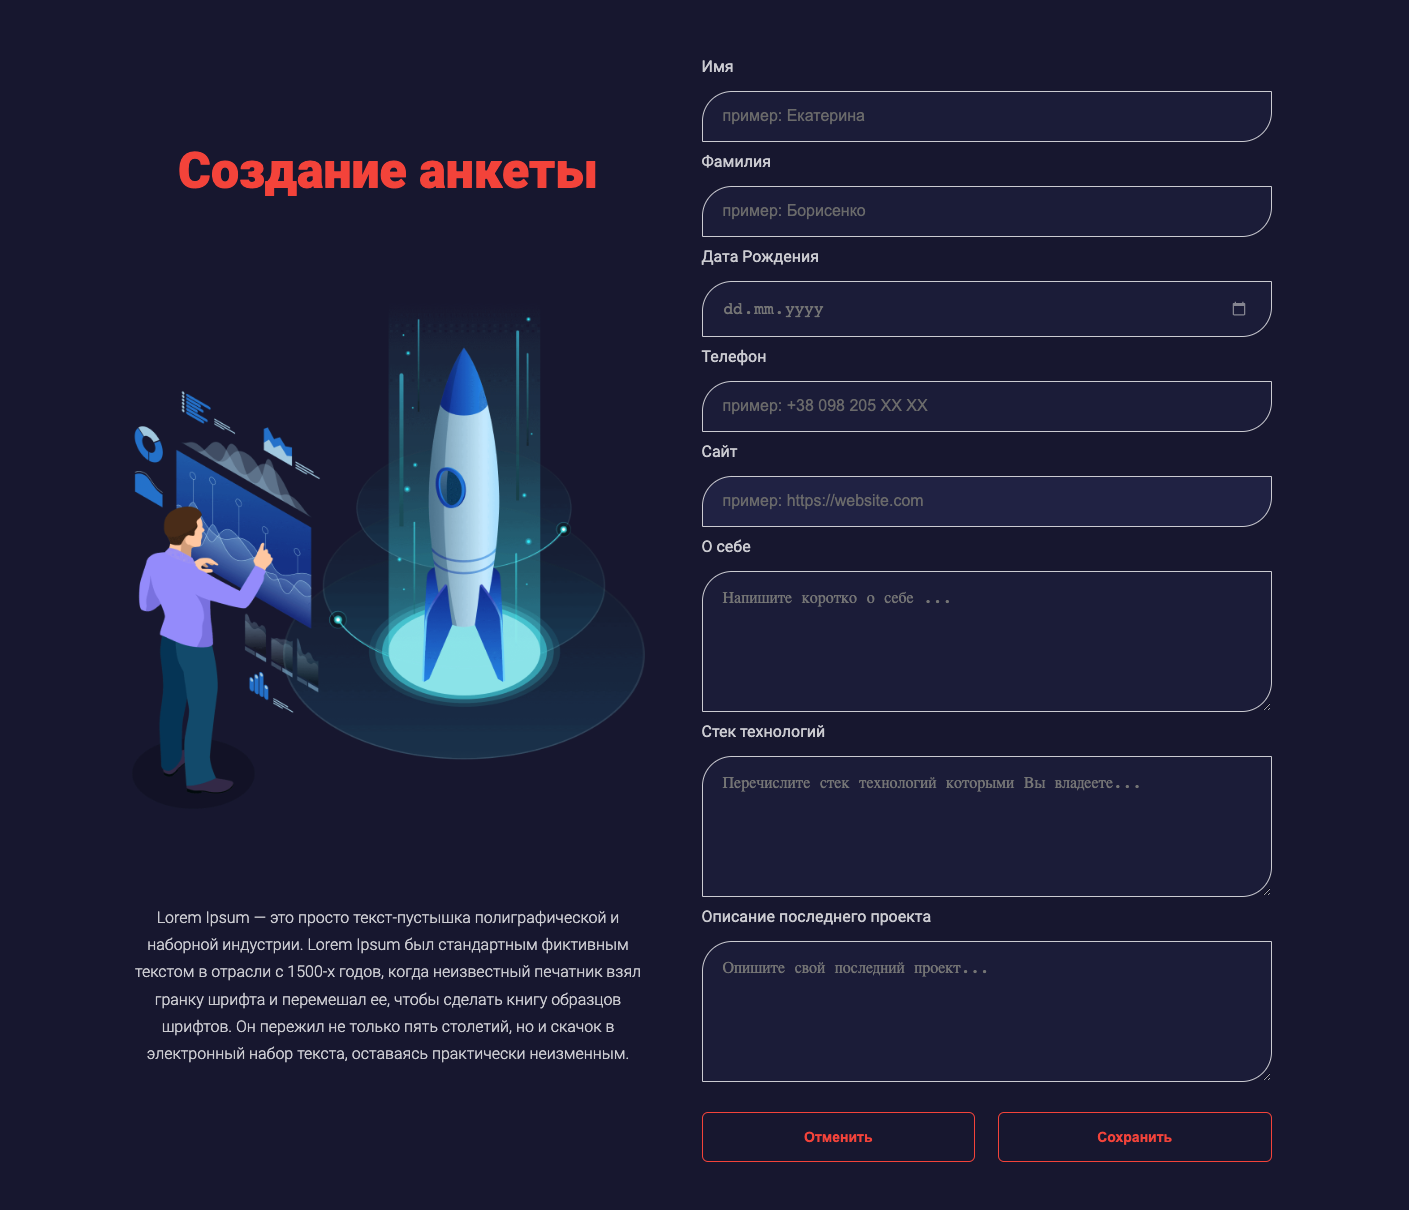 Создание анкеты
Lorem Ipsum — это просто текст-пустышка полиграфической и
наборной индустрии. Lorem Ipsum был стандартным фиктивным
текстом в отрасли с 1500-х годов, когда неизвестный печатник взял
гранку шрифта и перемешал ее, чтобы сделать книгу образцов
шрифтов. Он пережил не только пять столетий, но и скачок в
электронный набор текста, оставаясь практически неизменным.
Имя
пример: Екатерина
Фамилия
пример: Борисенко
Дата Рождения
dd.mm.yyyy
Телефон
пример: +38 098 205 XX XX
Сайт
пример: https://website.com
О себе
Напишите коротко о себе ...
Стек технологий
Перечислите стек технологий которыми Вы владеете...
Описание последнего проекта
Опишите свой последний проект...
Отменить
Сохранить